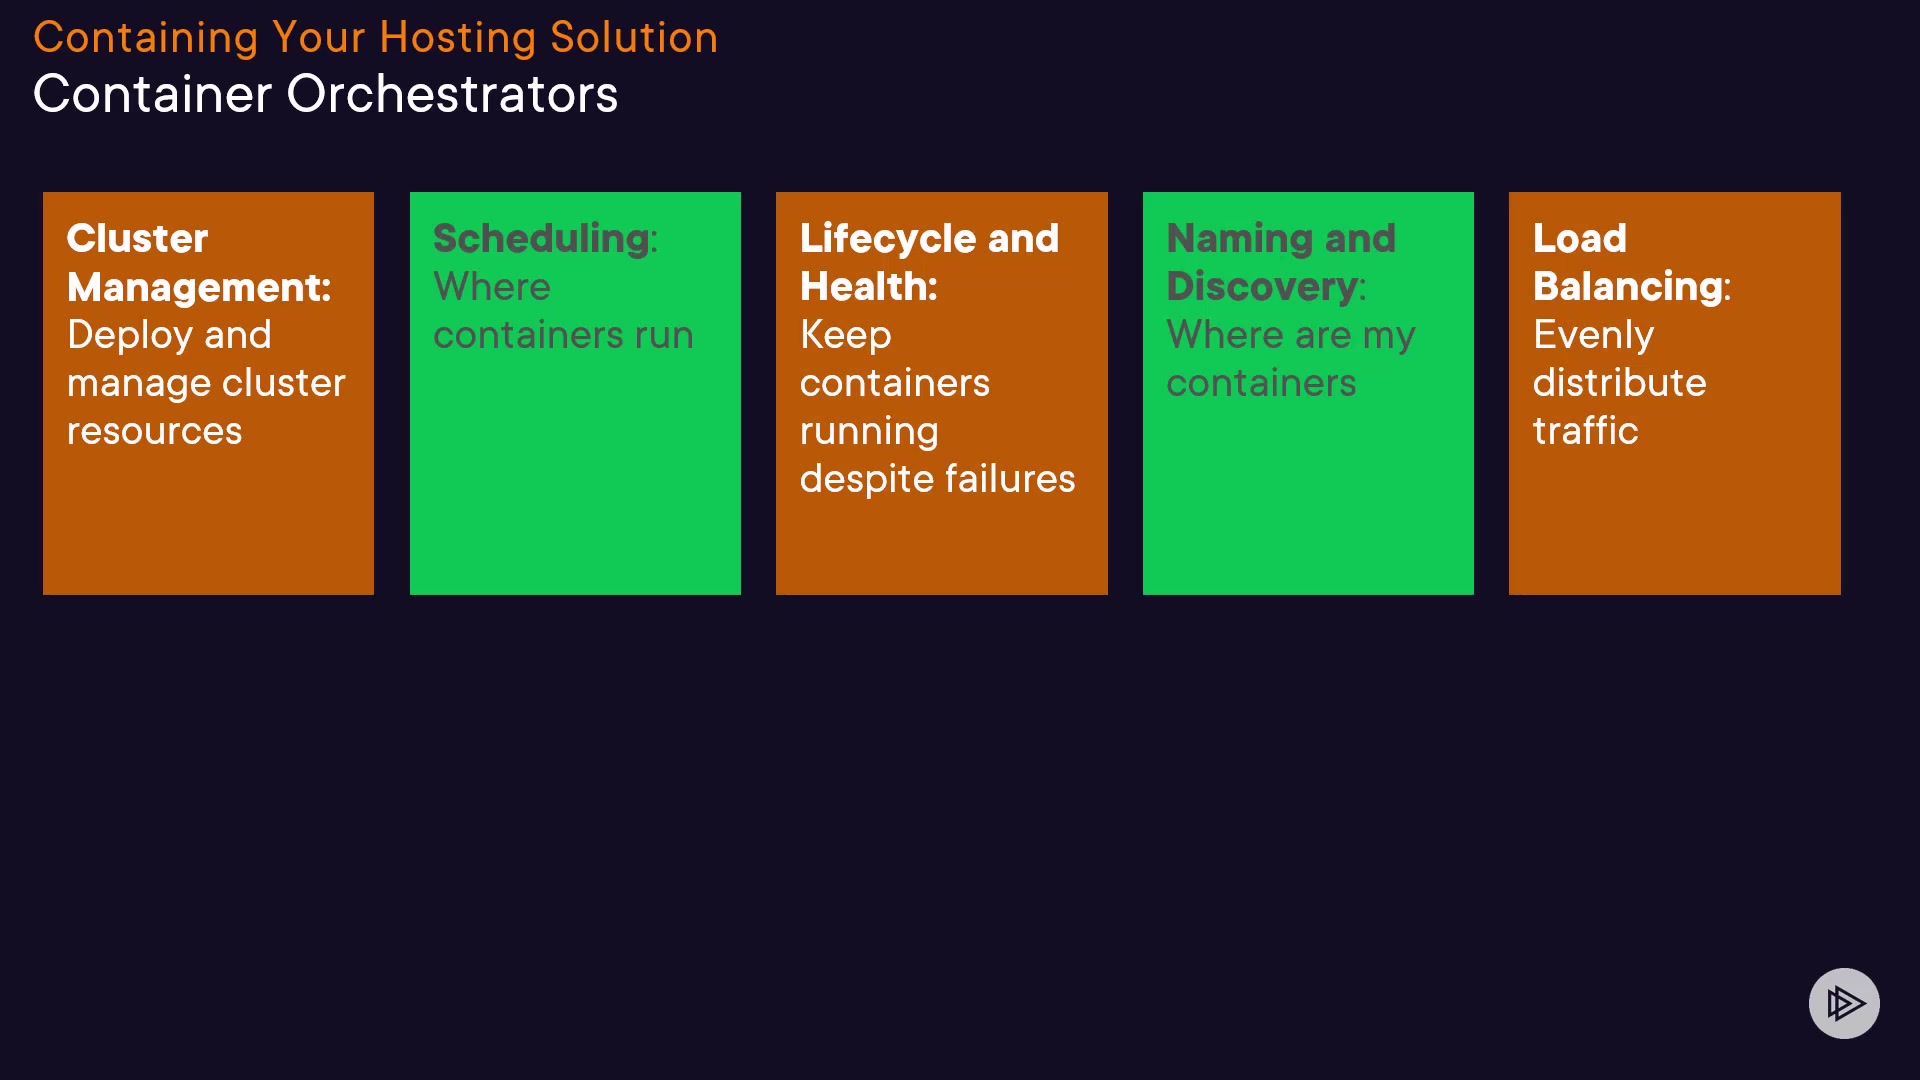 Containing Your Hosting Solution
Container Orchestrators
Cluster
Management:
Deploy and
manage cluster
resources
Scheduling:
Where
containers run
Lifecycle and
Health:
Keep
containers
running
despite failures
Naming and
Discovery:
Where are my
containers
Load
Balancing:
Evenly
distribute
traffic